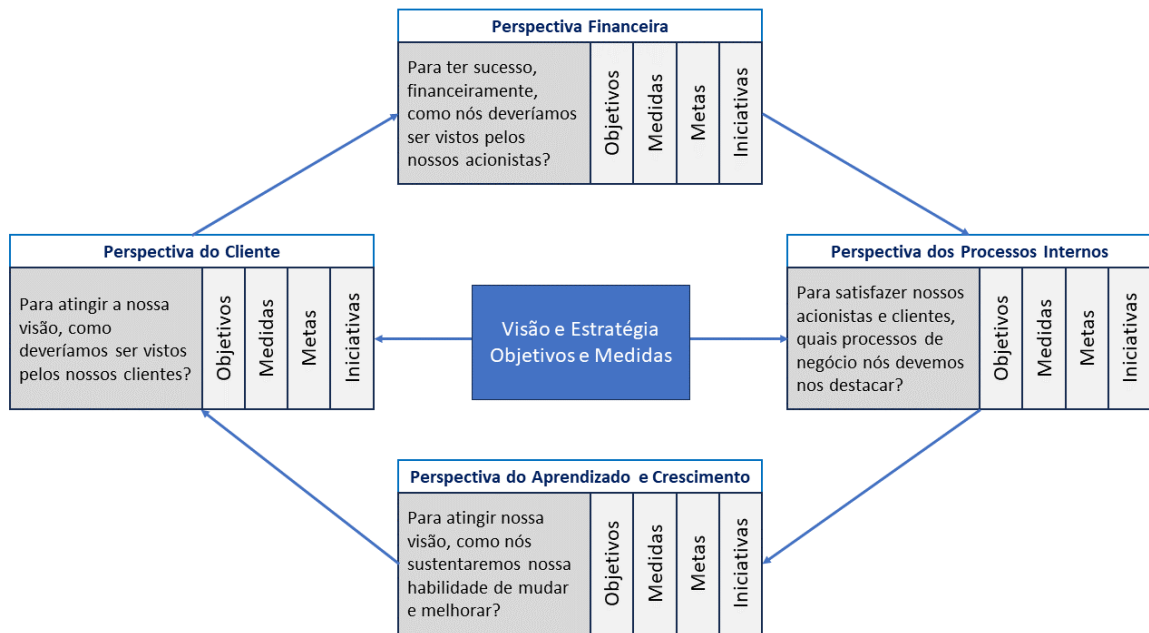 Perspectiva Financeira
Para ter sucesso,
financeiramente,
como nós deveríamos
ser vistos pelos
nossos acionistas?
Objetivos
Medidas
Metas
Iniciativas
Perspectiva do Cliente
Para atingir a nossa
visão, como
deveríamos ser vistos
pelos nossos clientes?
Objetivos
Medidas
Metas
Iniciativas
Visão e Estratégia
Objetivos e Medidas
Perspectiva dos Processos Internos
Para satisfazer nossos
acionistas e clientes,
quais processos de
negócio nós devemos
nos destacar?
Objetivos
Medidas
Metas
Iniciativas
Perspectiva do Aprendizado e Crescimento
Para atingir nossa
visão, como nós
sustentaremos nossa
habilidade de mudar
e melhorar?
Objetivos
Medidas
Metas
Iniciativas